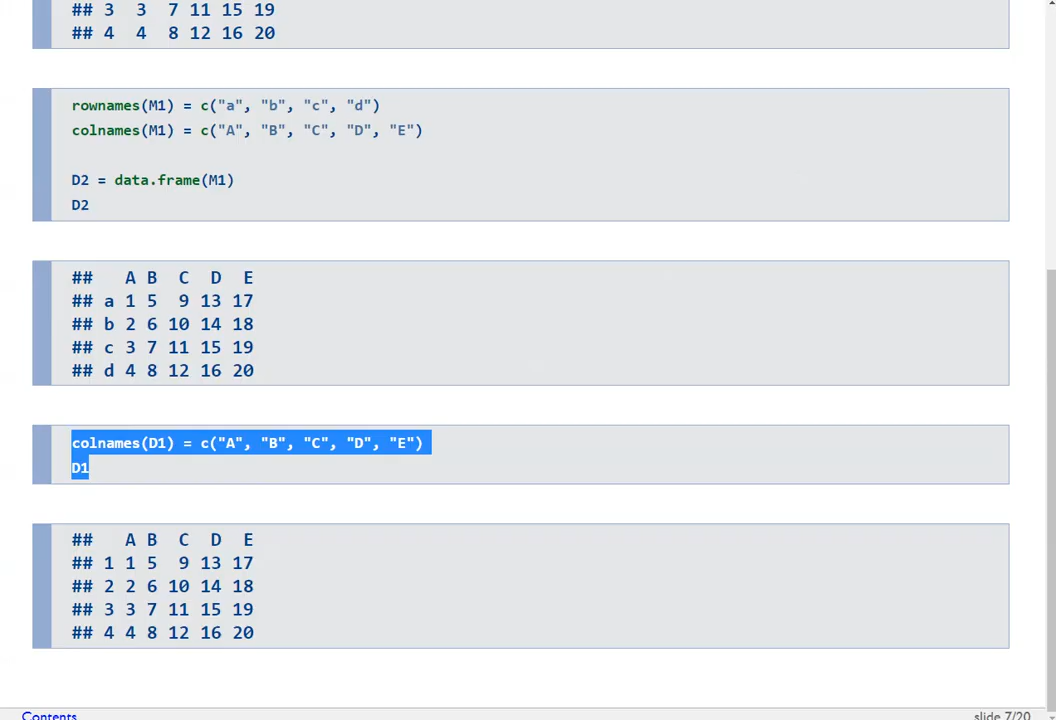 ## 3  3  7 11 15 19
## 4  4  8 12 16 20
rownames(M1) = c("a", "b", "c", "d")
colnames(M1) = c("A", "B", "C", "D", "E")
D2 = data.frame(M1)
D2
##   A B  C  D  E
## a 1 5  9 13 17
## b 2 6 10 14 18
## c 3 7 11 15 19
## d 4 8 12 16 20
colnames(D1) = c("A", "B", "C", "D", "E")
D1
##   A B  C  D  E
## 1 1 5  9 13 17
## 2 2 6 10 14 18
## 3 3 7 11 15 19
## 4 4 8 12 16 20
Contents
slide 7/20